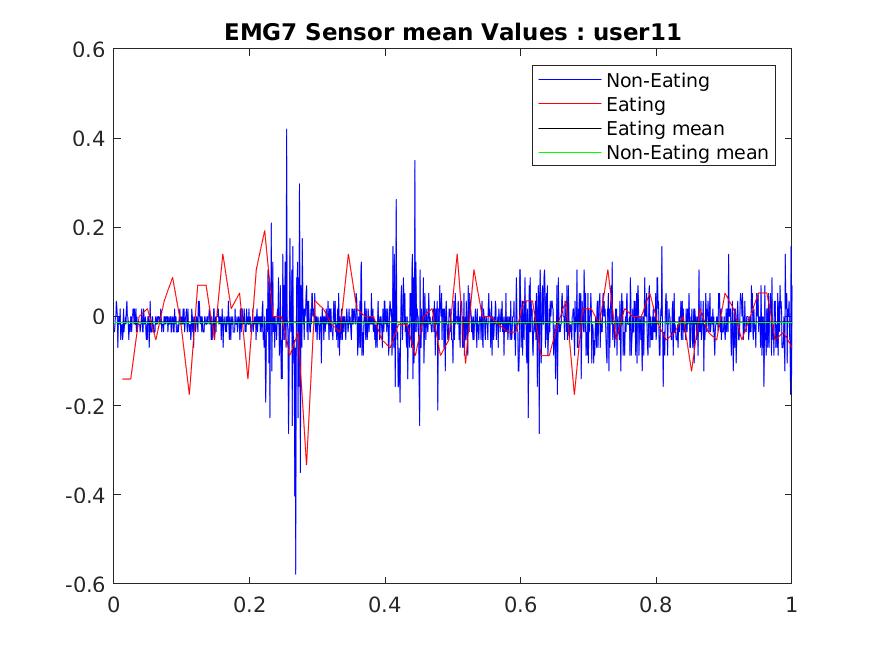 EMG7 Sensor mean Values : user11
Non-Eating
Eating
Eating mean
Non-Eating mean
0.6
0.4
0.2
0
-0.2
-0.4
-0.6
0 0.2 0.4 0.6 0.8 1